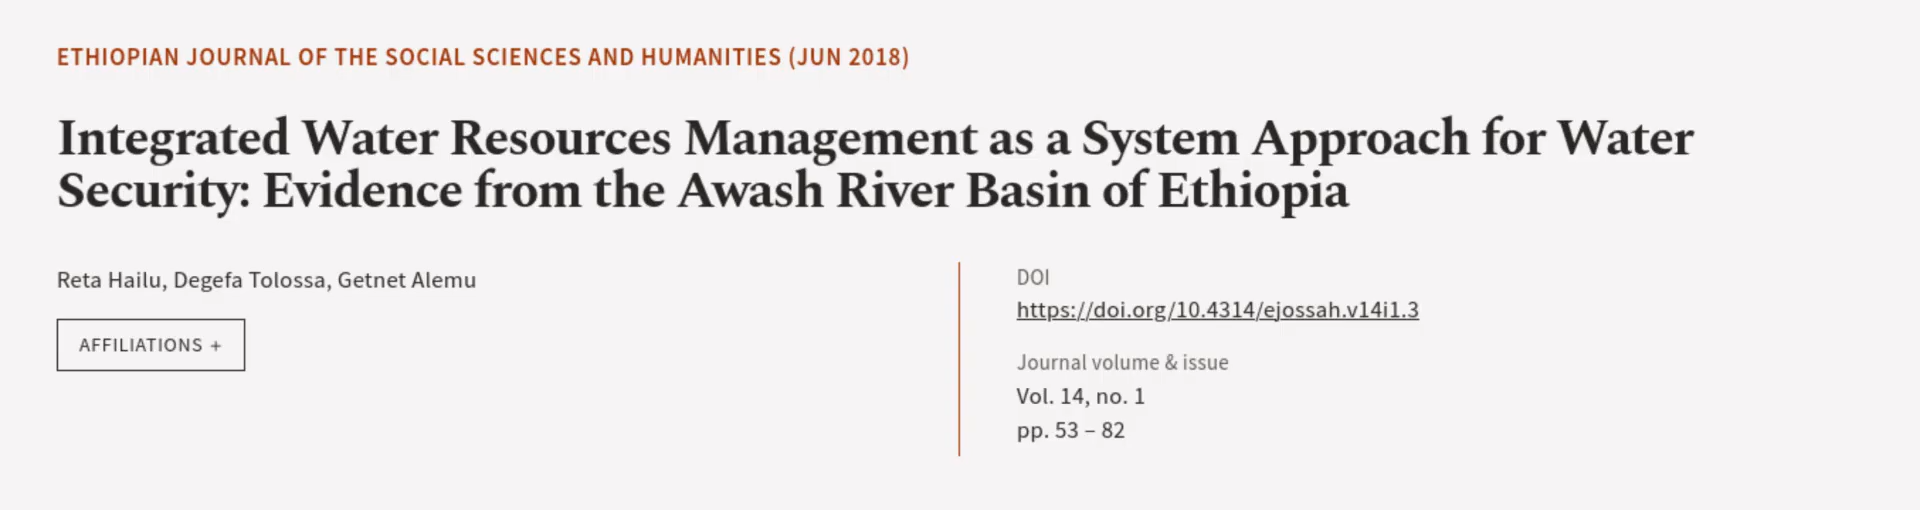 ETHIOPIAN JOURNAL OF THE SOCIAL SCIENCES AND HUMANITIES (JUN 2018)
Integrated Water Resources Management as a System Approach for Water
Security: Evidence from the Awash River Basin of Ethiopia
Reta Hailu, Degefa Tolossa, Getnet Alemu
AFFILIATIONS +
DOI
https://doi.org/10.4314/ejossah.v14i1.3
Journal volume & issue
Vol. 14, no. 1
pp. 53 – 82